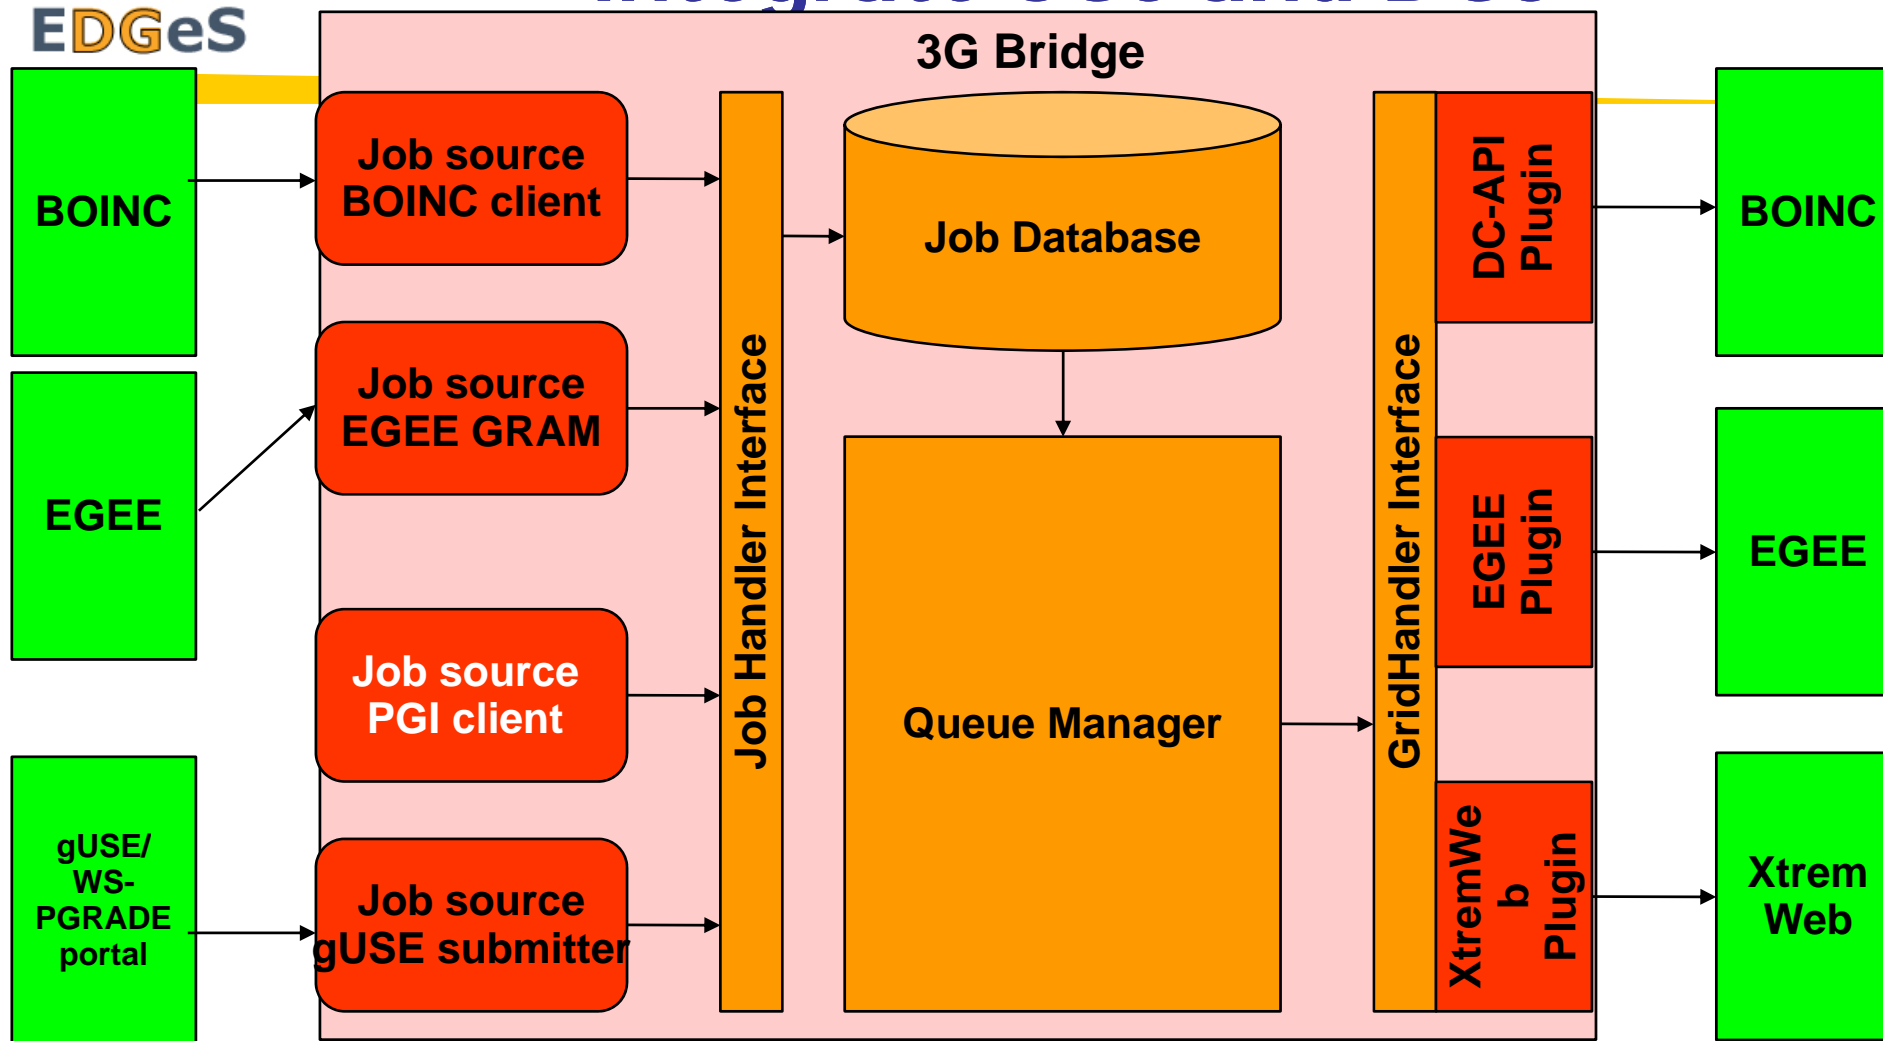 EDGeS
3G Bridge
BOINC
EGEE
gUSE/
WS-
PGRADE
portal
Job source
BOINC client
Job source
EGEE GRAM
Job source
PGI client
Job source
gUSE submitter
Job Handler Interface
Job Database
Queue Manager
GridHandler Interface
DC-API
Plugin
EGEE
Plugin
XtremWe
b
Plugin
BOINC
EGEE
Xtrem
Web